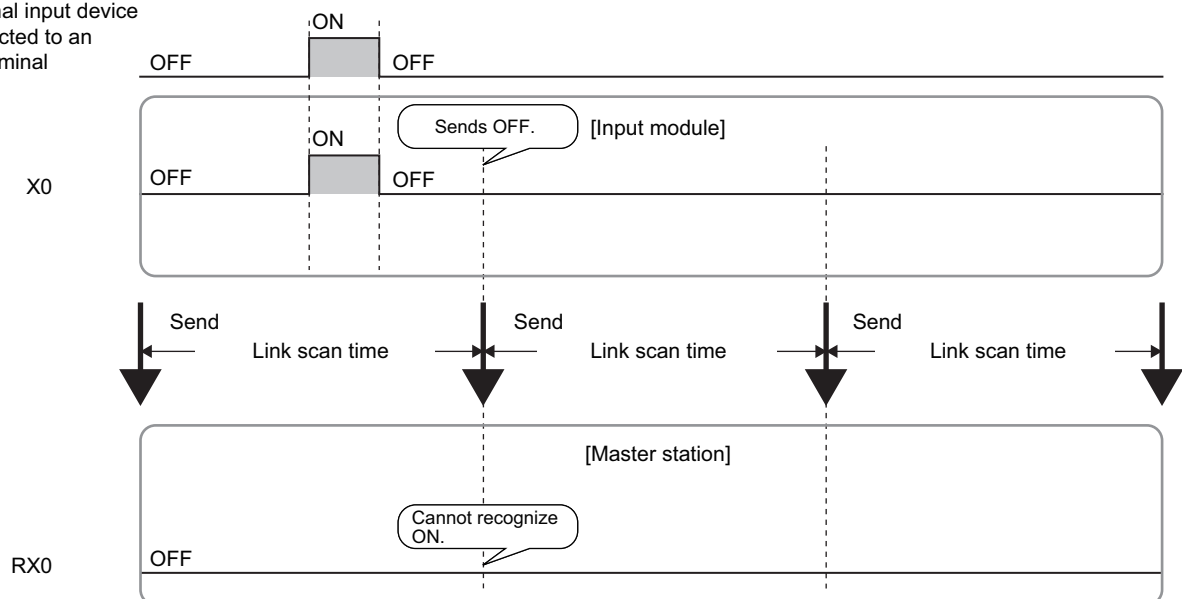 nal input device
cted to an
minal
ON
OFF
OFF
Sends OFF.
[Input module]
ON
X0
OFF
OFF
Send
Send
Send
Link scan time
Link scan time
Link scan time
[Master station]
Cannot recognize
ON.
RX0
OFF